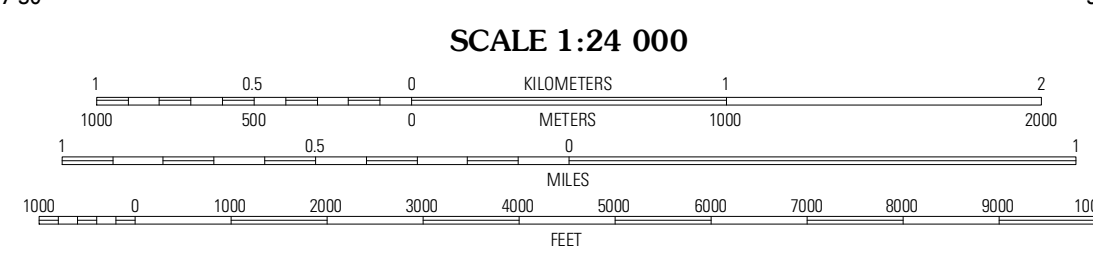 SCALE 1:24 000
1 0.5 0 KILOMETERS 1 2
1000 500 0 METERS 1000 2000
1 0.5 0 1
MILES
1000 0 1000 2000 3000 4000 5000 6000 7000 8000 9000
FEET